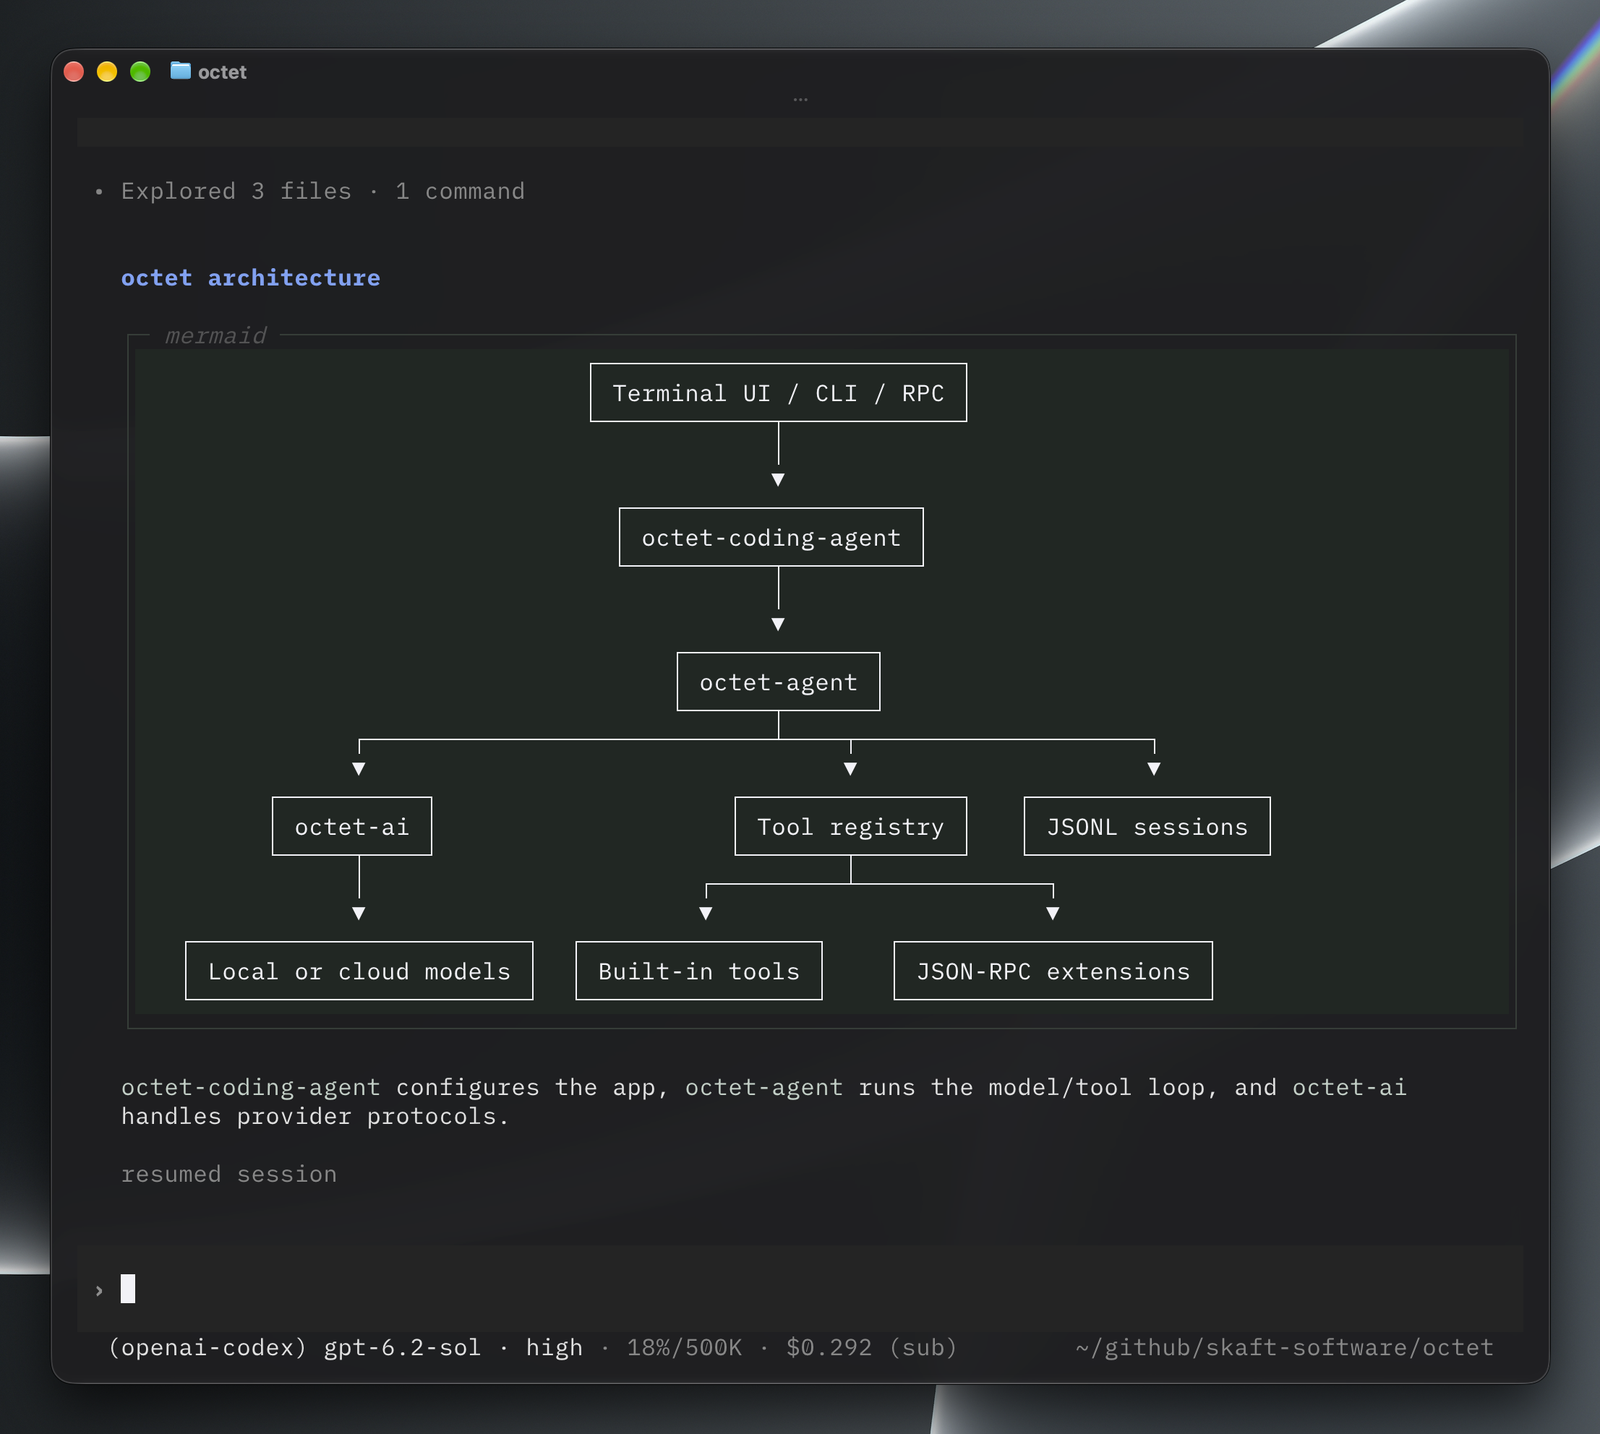 octet
…
• Explored 3 files · 1 command
octet architecture
mermaid
Terminal UI / CLI / RPC
octet-coding-agent
octet-agent
octet-ai
Tool registry
JSONL sessions
Local or cloud models
Built-in tools
JSON-RPC extensions
octet-coding-agent configures the app, octet-agent runs the model/tool loop, and octet-ai
handles provider protocols.
resumed session
›
(openai-codex) gpt-6.2-sol · high · 18%/500K · $0.292 (sub) ~/github/skaft-software/octet